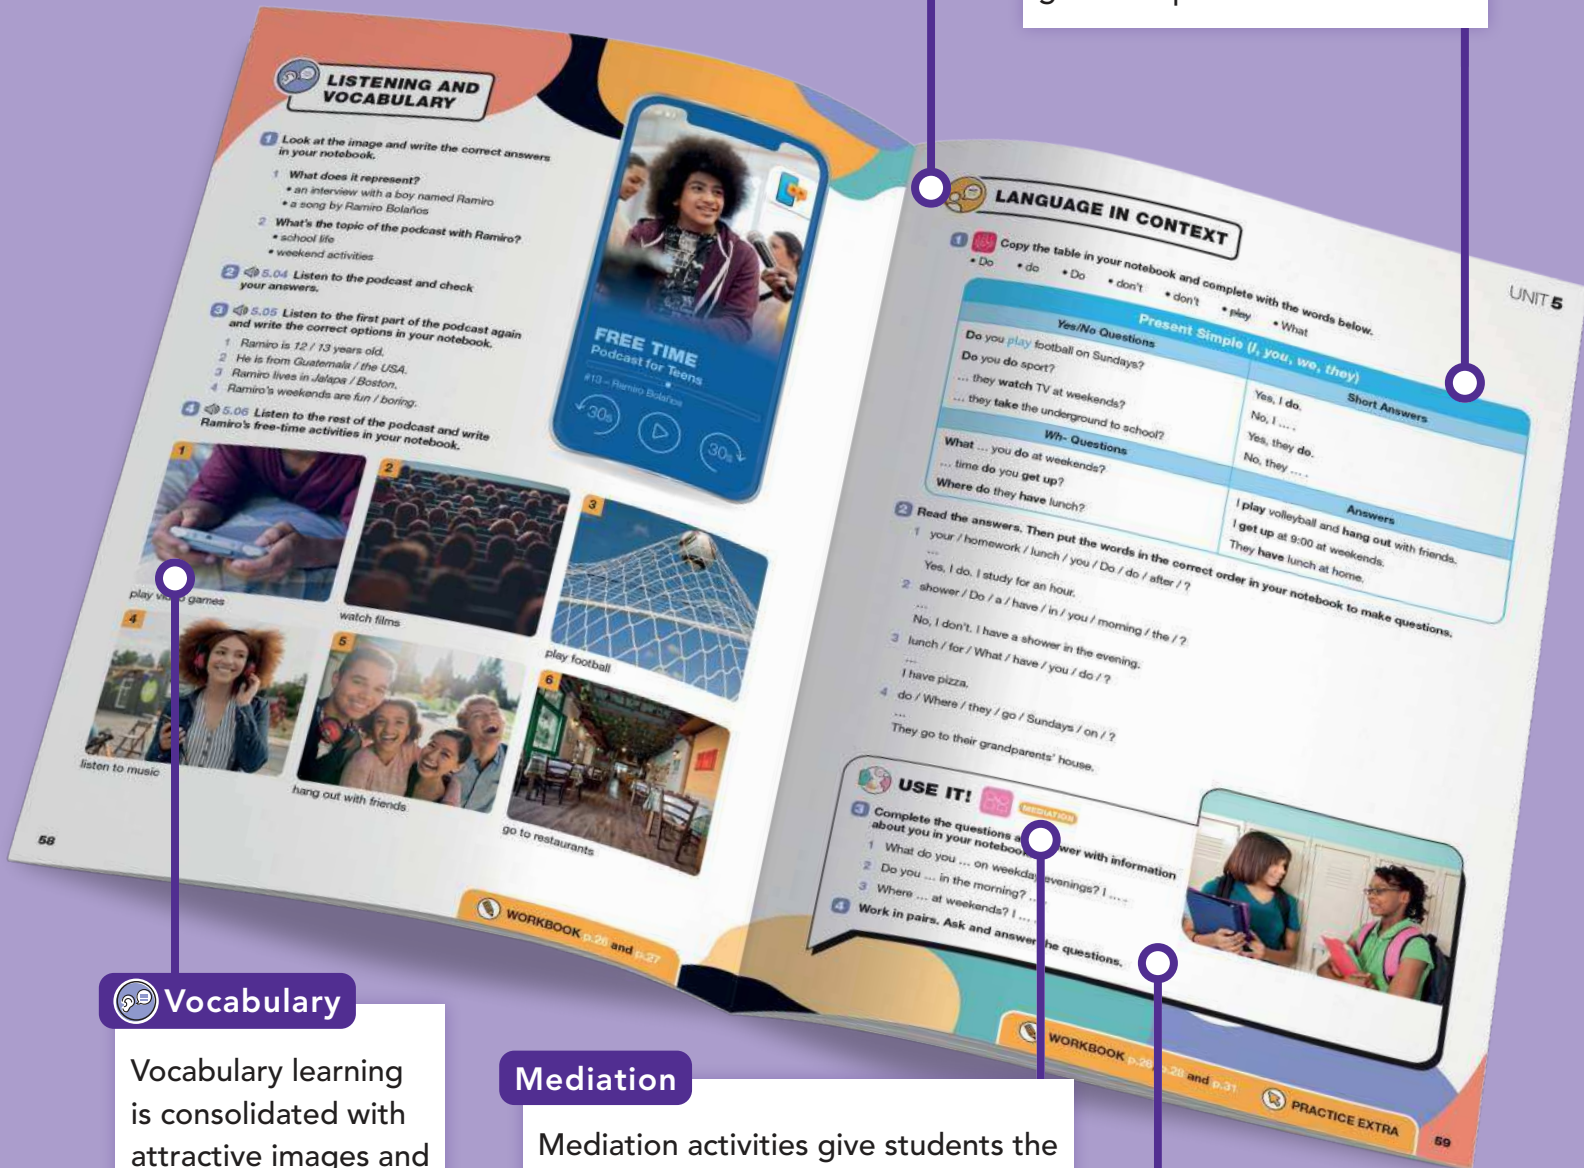 LISTENING AND
VOCABULARY
1 Look at the image and write the correct answers
in your notebook.
1 What does it represent?
• an interview with a boy named Ramiro
• a song by Ramiro Bolaños
2 What's the topic of the podcast with Ramiro?
• school life
• weekend activities
2 5.04 Listen to the podcast and check
your answers.
3 5.05 Listen to the first part of the podcast again
and write the correct options in your notebook.
1 Ramiro is 12 / 13 years old.
2 He is from Guatemala / the USA.
3 Ramiro lives in Jalapa / Boston.
4 Ramiro's weekends are fun / boring.
4 5.06 Listen to the rest of the podcast and write
Ramiro's free-time activities in your notebook.
FREE TIME
Podcast for Teens
#13 – Ramiro Bolaños
30s
30s
1
play video games
2
watch films
3
play football
4
listen to music
5
hang out with friends
6
go to restaurants
58
WORKBOOK p.26 and p.27
LANGUAGE IN CONTEXT
UNIT 5
1 Copy the table in your notebook and complete with the words below.
• Do • do • Do • don't • don't • play • What
Present Simple (I, you, we, they)
Yes/No Questions
Short Answers
Do you play football on Sundays?
Yes, I do.
Do you do sport?
No, I ... .
... they watch TV at weekends?
Yes, they do.
... they take the underground to school?
No, they ... .
Wh- Questions
Answers
What ... you do at weekends?
I play volleyball and hang out with friends.
... time do you get up?
I get up at 9:00 at weekends.
Where do they have lunch?
They have lunch at home.
2 Read the answers. Then put the words in the correct order in your notebook to make questions.
1 your / homework / lunch / you / Do / do / after / ?
...
Yes, I do. I study for an hour.
2 shower / Do / a / have / in / you / morning / the / ?
...
No, I don't. I have a shower in the evening.
3 lunch / for / What / have / you / do / ?
...
I have pizza.
4 do / Where / they / go / Sundays / on / ?
...
They go to their grandparents' house.
USE IT! MEDIATION
3 Complete the questions a wer with information
about you in your notebook
1 What do you ... on weekday evenings? I ... .
2 Do you ... in the morning? ...
3 Where ... at weekends? I ... .
4 Work in pairs. Ask and answer the questions.
WORKBOOK p.28 and p.31
PRACTICE EXTRA
59
Vocabulary
Vocabulary learning
is consolidated with
attractive images and
Mediation
Mediation activities give students the